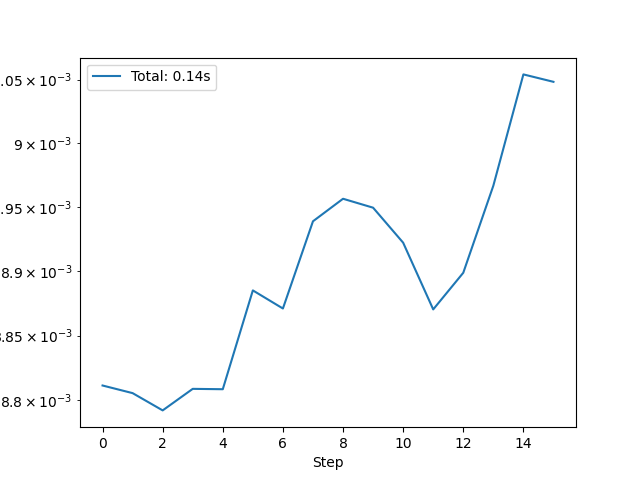 Total: 0.14s
.05 × 10⁻³
9 × 10⁻³
.95 × 10⁻³
8.9 × 10⁻³
8.85 × 10⁻³
8.8 × 10⁻³
0 2 4 6 8 10 12 14
Step